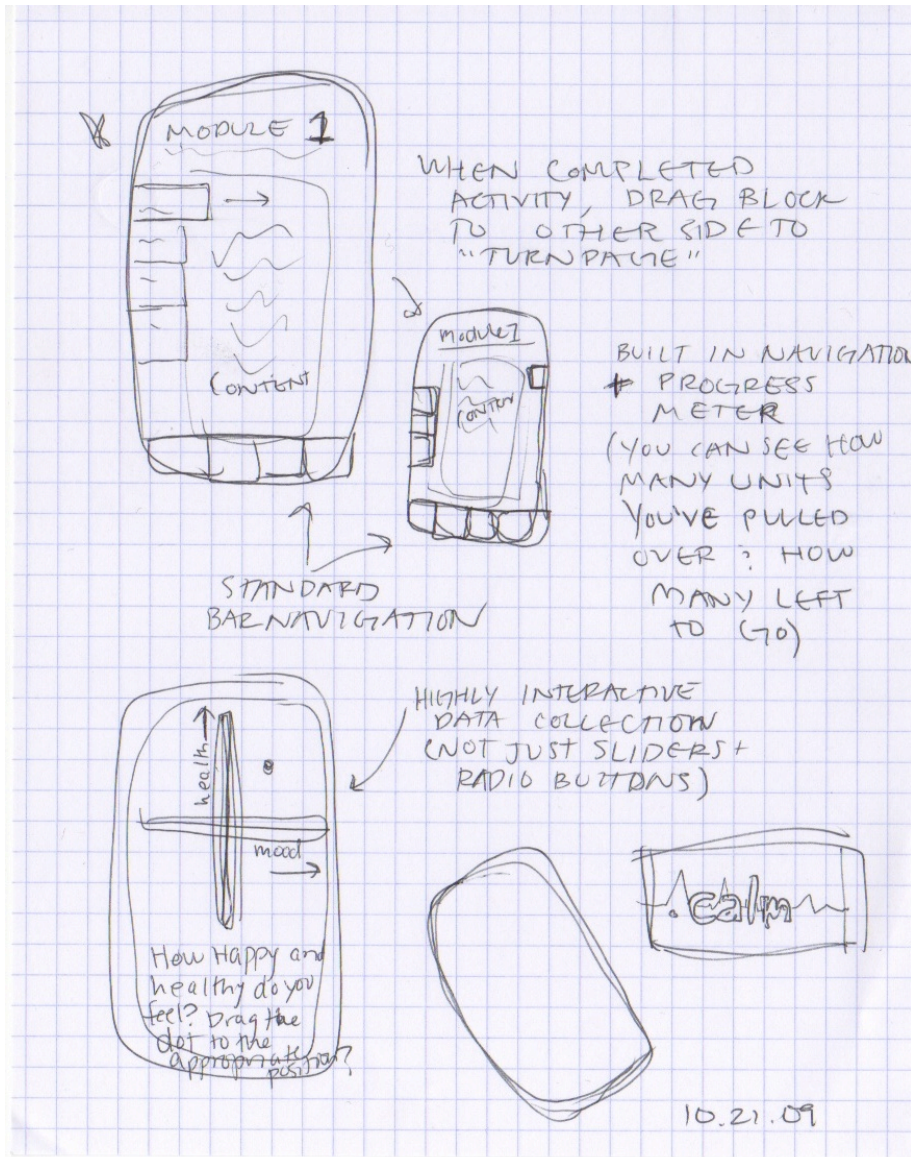 MODULE 1
CONTENT
WHEN COMPLETED
ACTIVITY, DRAG BLOCK
TO OTHER SIDE TO
"TURN PAGE"
module 1
CONTEN
BUILT IN NAVIGATION
+ PROGRESS
METER
(YOU CAN SEE HOW
MANY UNITS
YOU'VE PULLED
OVER & HOW
MANY LEFT
TO GO)
STANDARD
BAR NAVIGATION
HIGHLY INTERACTIVE
DATA COLLECTION
(NOT JUST SLIDERS +
RADIO BUTTONS)
health
mood
How Happy and
healthy do you
feel? Drag the
dot to the
appropriate
position?
.calm
10.21.09